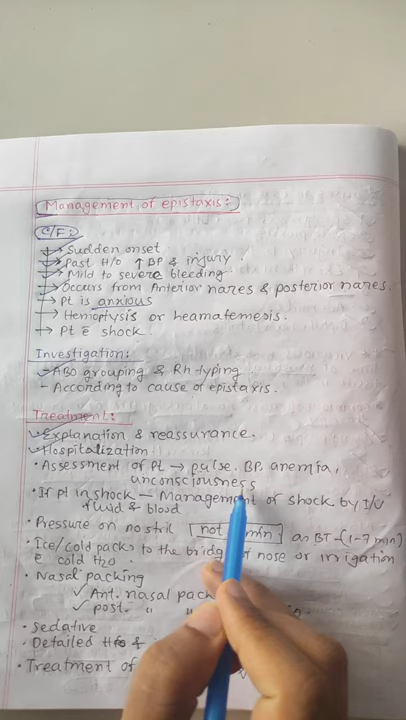 Management of epistaxis:
C/F:
→ Sudden onset
→ Past H/O ↑ BP & injury.
→ Mild to severe bleeding.
→ Occurs from Anterior nares & posterior nares.
→ Pt is anxious
→ Hemoptysis or heamatemesis.
→ Pt c̄ shock.
Investigation:
- ABO grouping & Rh typing
- According to cause of epistaxis.
Treatment:
• Explanation & reassurance.
• Hospitalization
• Assessment of Pt → pulse. BP. anemia,
unconsciousness
• If pt in shock — Management of shock by I/V
fluid & blood
• Pressure on nostril not min as BT-(1-7 min)
• Ice/cold packs to the bridge of nose or irrigation
c̄ cold H₂O.
• Nasal packing
✓ Ant. nasal pack
✓ post. " "
• Sedative
• Detailed &
• Treatment of